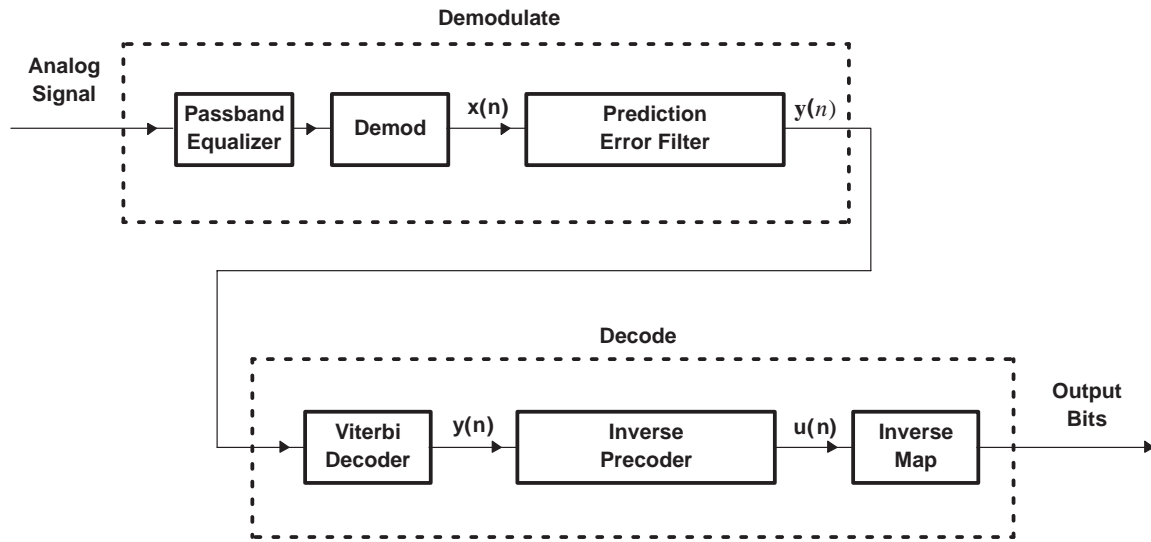 Demodulate
Analog
Signal
Passband
Equalizer
Demod
x(n)
Prediction
Error Filter
y(n)
Decode
Viterbi
Decoder
y(n)
Inverse
Precoder
u(n)
Inverse
Map
Output
Bits